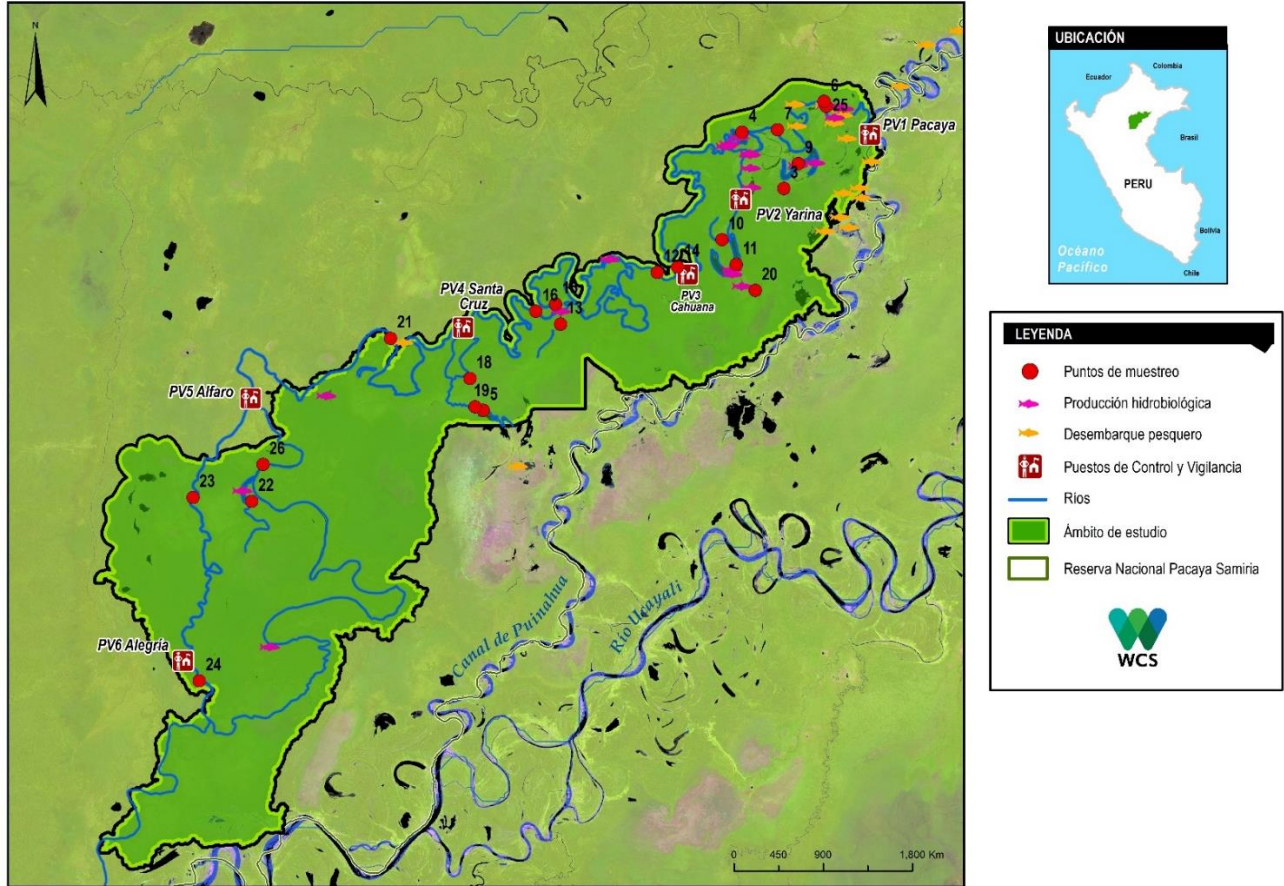 N
6
25
7
4
PV1 Pacaya
9
3
PV2 Yarina
10
11
14
12
20
PV3
Cahuana
16
13
PV4 Santa
Cruz
21
18
19
5
PV5 Alfaro
26
23
22
PV6 Alegría
24
Canal de Puinahua
Río Ucayali
0 450 900 1,800 Km
UBICACIÓN
Colombia
Ecuador
Brasil
PERU
Bolivia
Océano
Pacífico
Chile
LEYENDA
Puntos de muestreo
Producción hidrobiológica
Desembarque pesquero
Puestos de Control y Vigilancia
Ríos
Ámbito de estudio
Reserva Nacional Pacaya Samiria
WCS